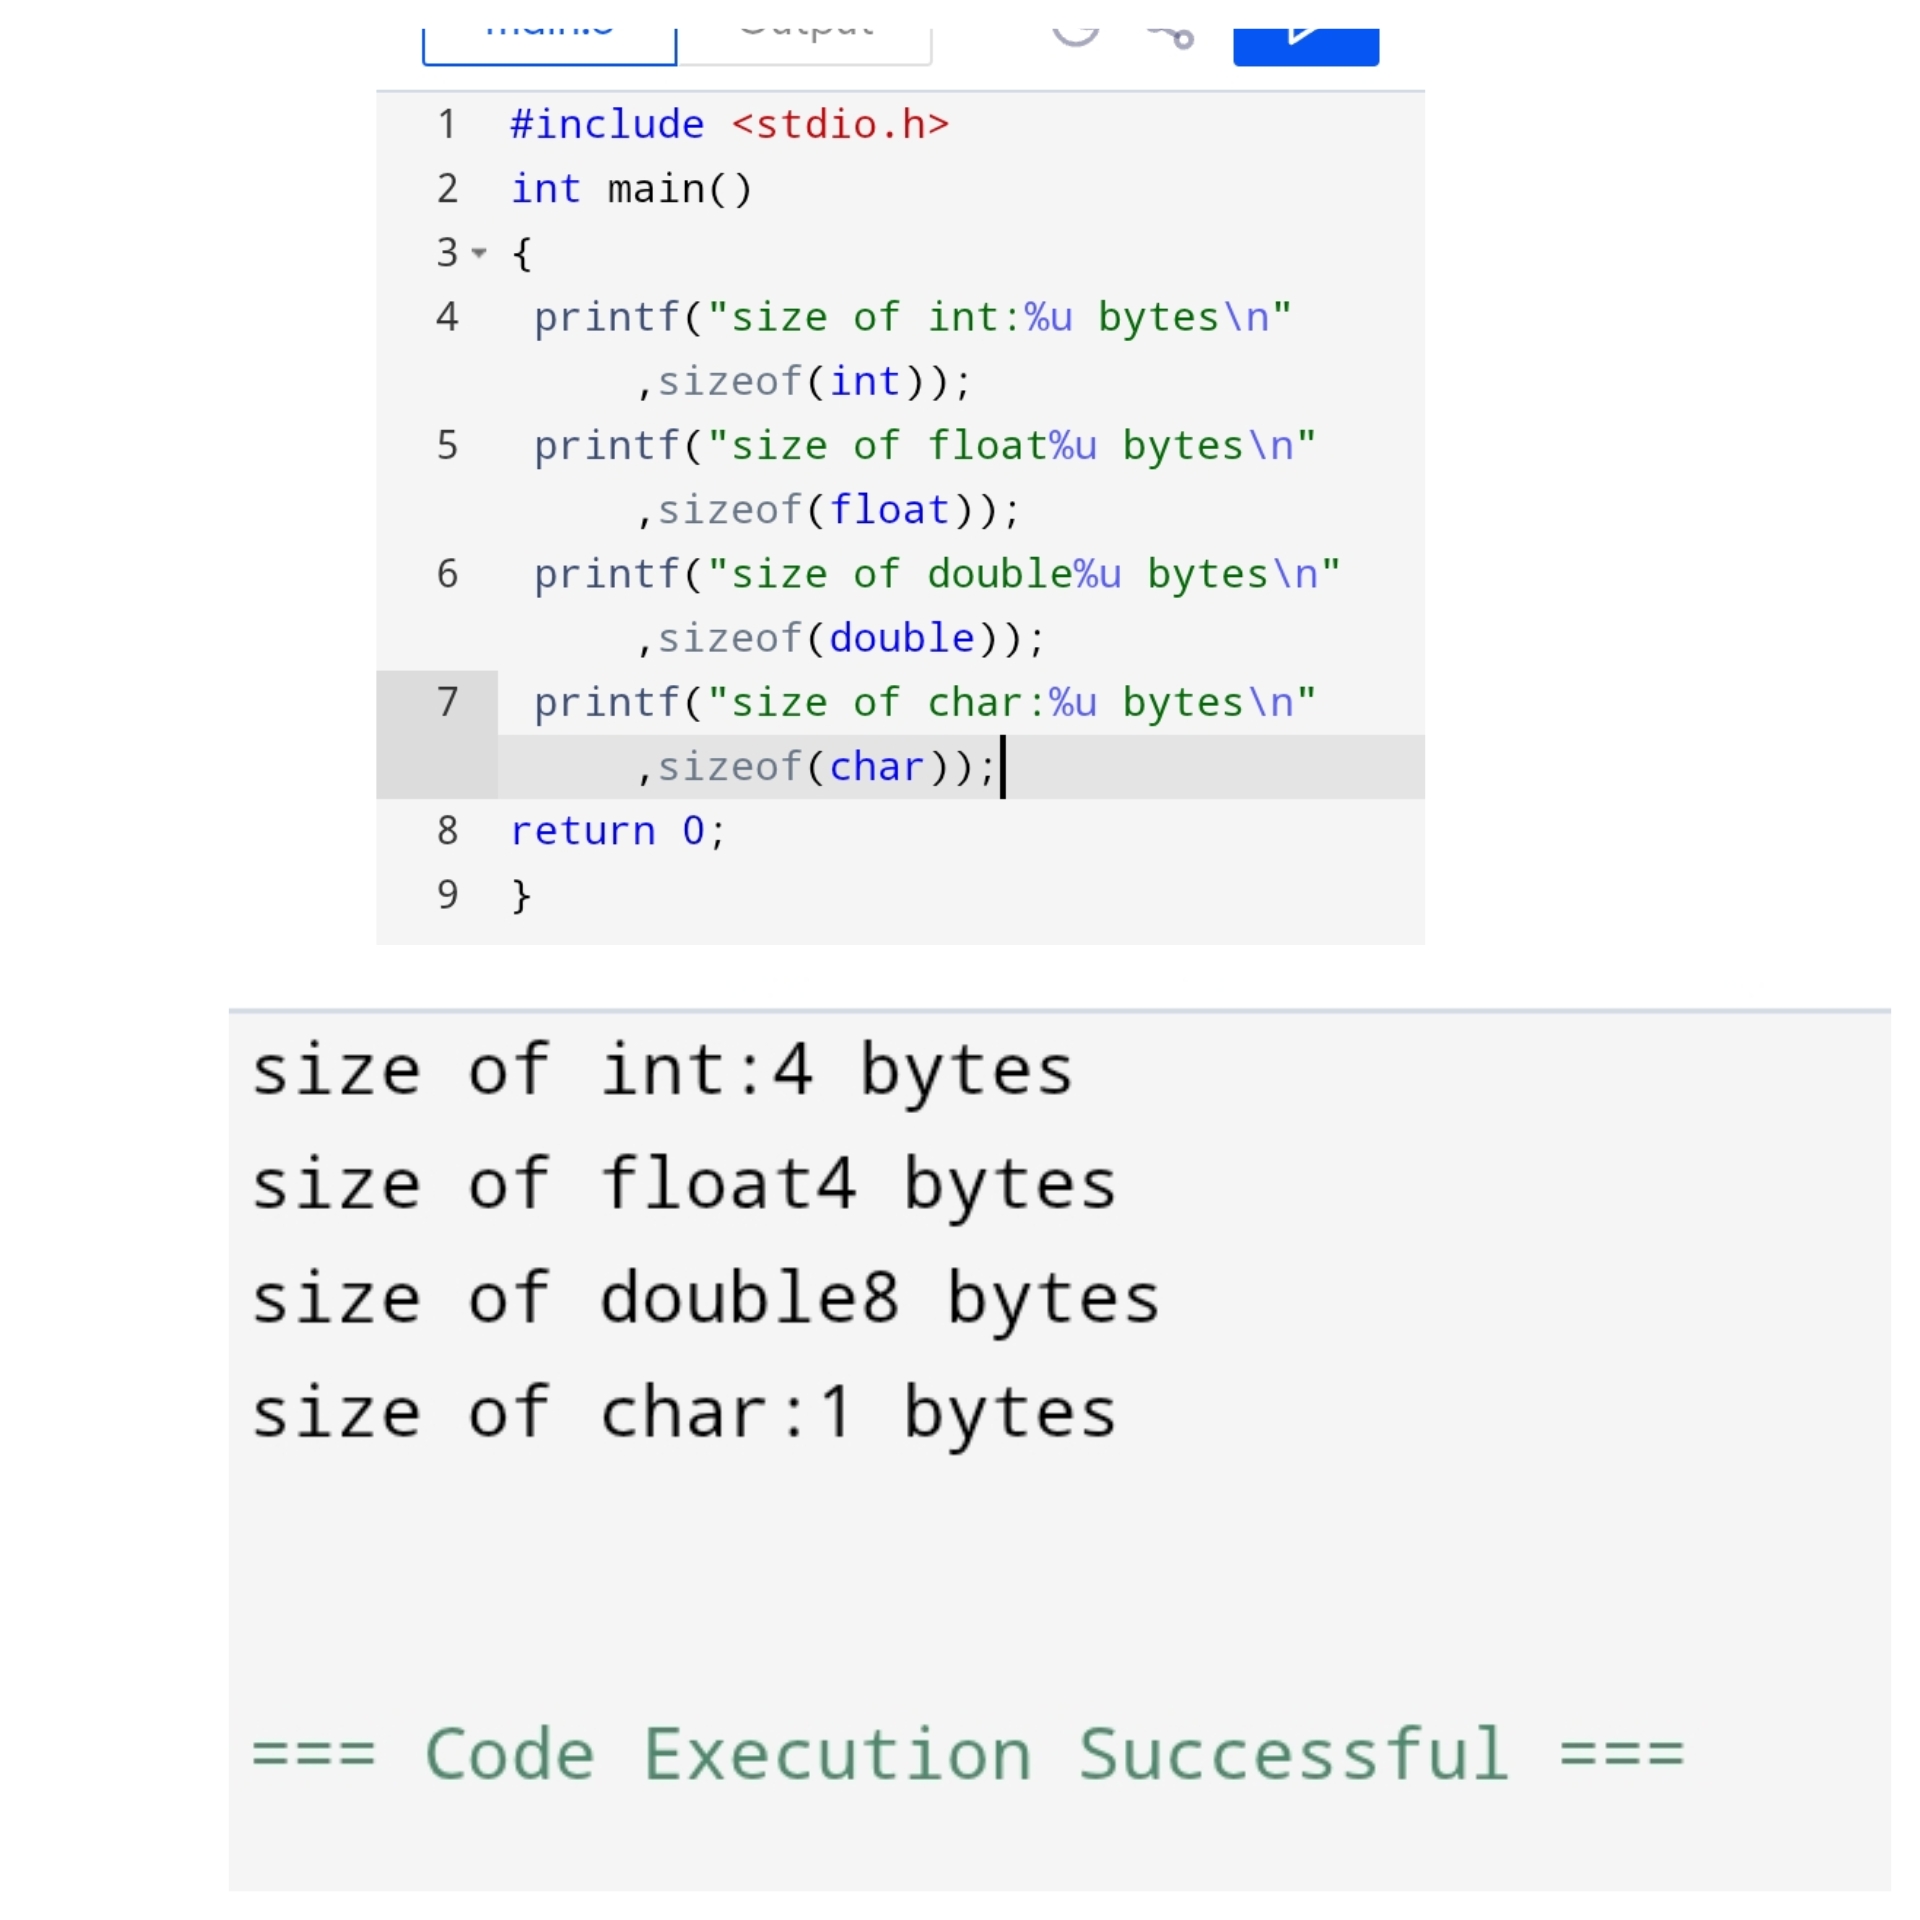 1 #include <stdio.h>
2 int main()
3 {
4 printf("size of int:%u bytes\n"
,sizeof(int));
5 printf("size of float%u bytes\n"
,sizeof(float));
6 printf("size of double%u bytes\n"
,sizeof(double));
7 printf("size of char:%u bytes\n"
,sizeof(char));
8 return 0;
9 }
size of int:4 bytes
size of float4 bytes
size of double8 bytes
size of char:1 bytes
=== Code Execution Successful ===